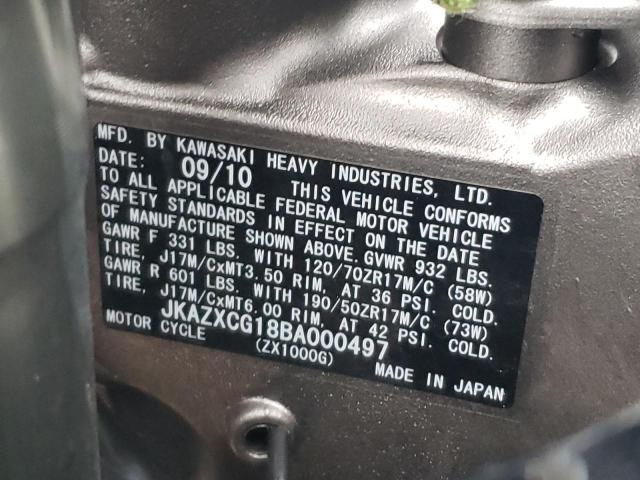 MFD. BY KAWASAKI HEAVY INDUSTRIES, LTD.
DATE: 09/10 THIS VEHICLE CONFORMS
TO ALL APPLICABLE FEDERAL MOTOR VEHICLE
SAFETY STANDARDS IN EFFECT ON THE DATE
OF MANUFACTURE SHOWN ABOVE. GVWR 932 LBS.
GAWR F 331 LBS. WITH 120/70ZR17M/C (58W)
TIRE, J17M/CxMT3.50 RIM, AT 36 PSI. COLD.
GAWR R 601 LBS. WITH 190/50ZR17M/C (73W)
TIRE, J17M/CxMT6.00 RIM, AT 42 PSI. COLD.
JKAZXCG18BA000497
MOTOR CYCLE (ZX1000G) MADE IN JAPAN